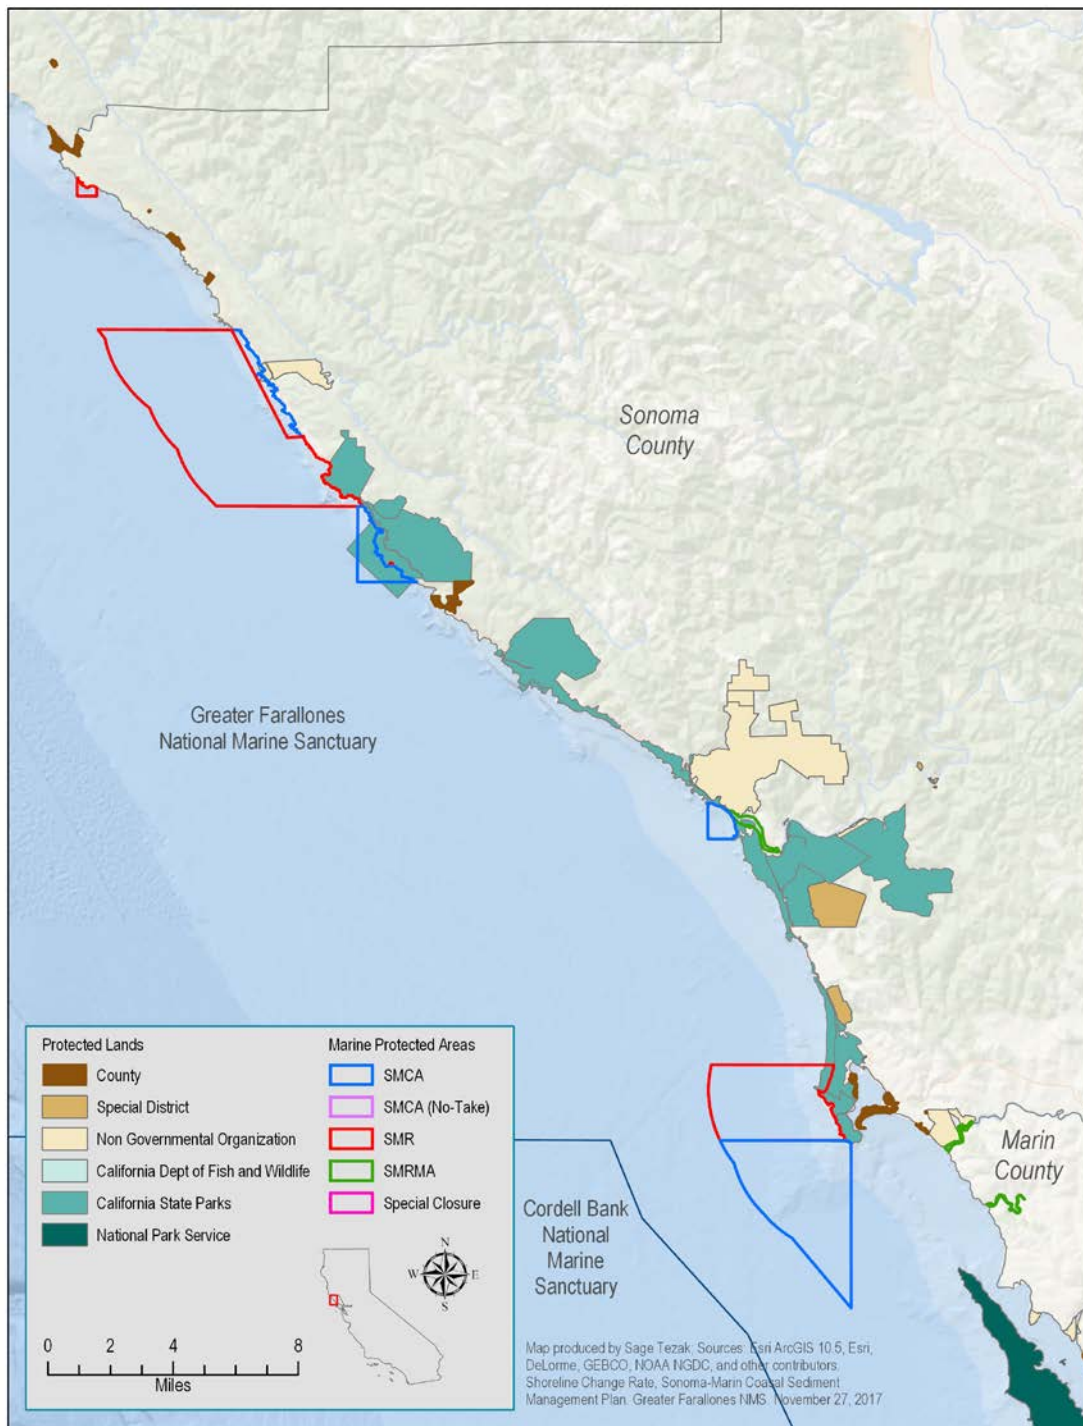 Sonoma
County
Greater Farallones
National Marine Sanctuary
Marin
County
Cordell Bank
National
Marine
Sanctuary
Protected Lands
County
Special District
Non Governmental Organization
California Dept of Fish and Wildlife
California State Parks
National Park Service
Marine Protected Areas
SMCA
SMCA (No-Take)
SMR
SMRMA
Special Closure
N
W E
S
0 2 4 8
Miles
Map produced by Sage Tezak. Sources: Esri ArcGIS 10.5, Esri,
DeLorme, GEBCO, NOAA NGDC, and other contributors.
Shoreline Change Rate, Sonoma-Marin Coastal Sediment
Management Plan. Greater Farallones NMS. November 27, 2017